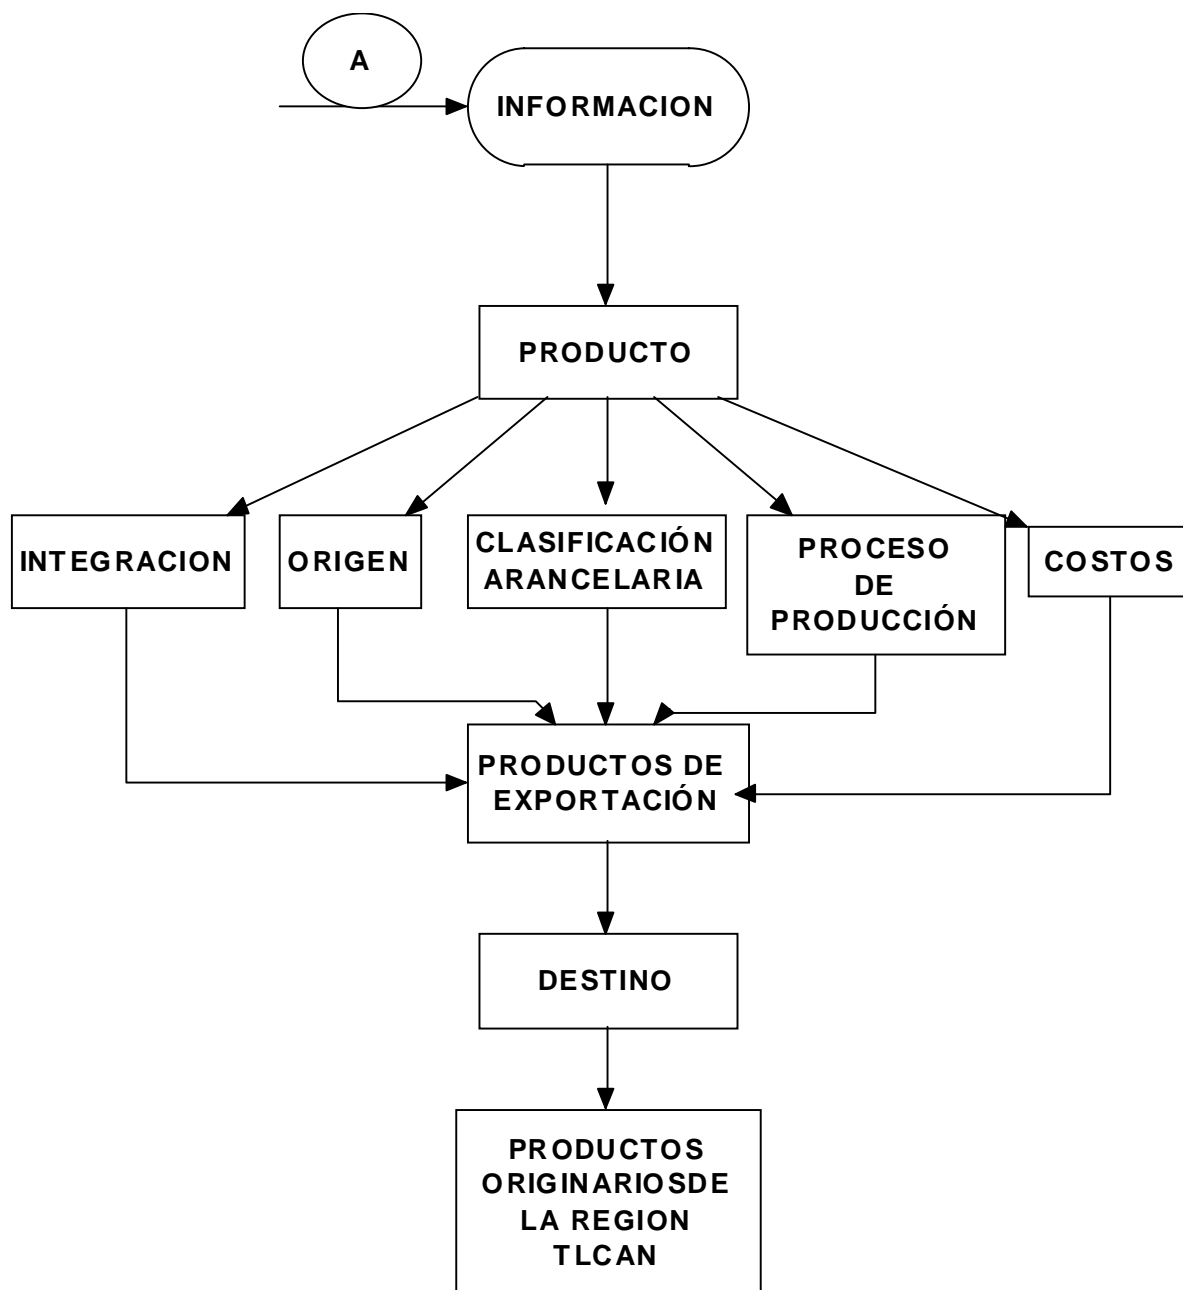 A
INFORMACION
PRODUCTO
INTEGRACION
ORIGEN
CLASIFICACIÓN
ARANCELARIA
PROCESO
DE
PRODUCCIÓN
COSTOS
PRODUCTOS DE
EXPORTACIÓN
DESTINO
PRODUCTOS
ORIGINARIOSDE
LA REGION
TLCAN